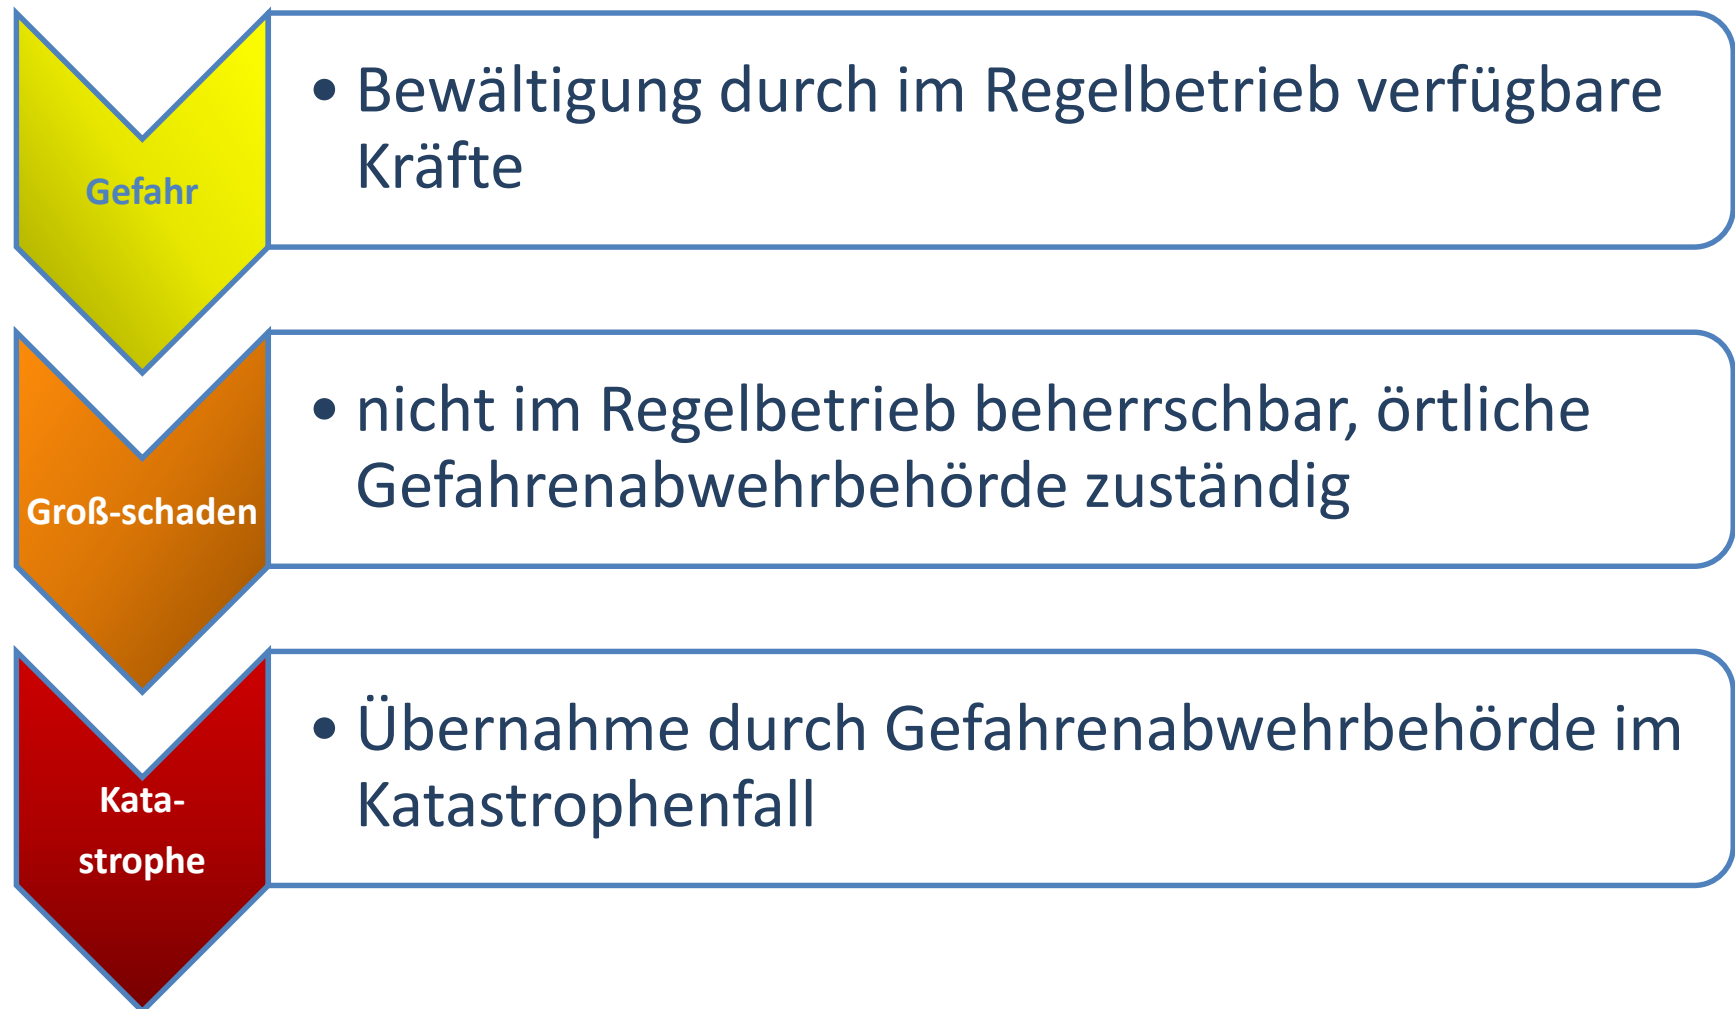 Gefahr
• Bewältigung durch im Regelbetrieb verfügbare
Kräfte
Groß-schaden
• nicht im Regelbetrieb beherrschbar, örtliche
Gefahrenabwehrbehörde zuständig
Kata-
strophe
• Übernahme durch Gefahrenabwehrbehörde im
Katastrophenfall